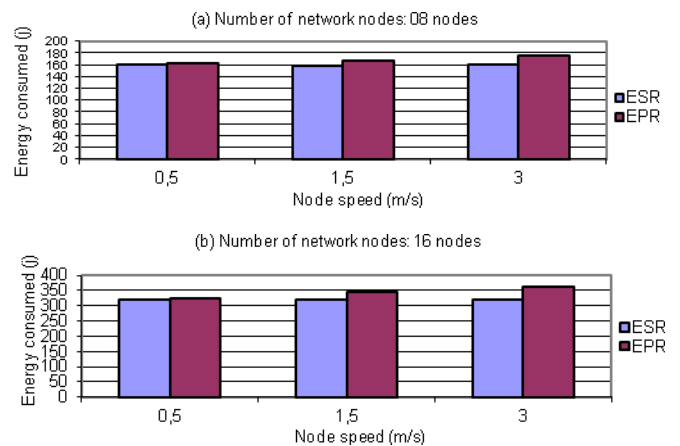 (a) Number of network nodes: 08 nodes
Energy consumed (j)
200
180
160
140
120
100
80
60
40
20
0
0,5
1,5
3
Node speed (m/s)
ESR
EPR
(b) Number of network nodes: 16 nodes
Energy consumed (j)
400
350
300
250
200
150
100
50
0
0,5
1,5
3
Node speed (m/s)
ESR
EPR